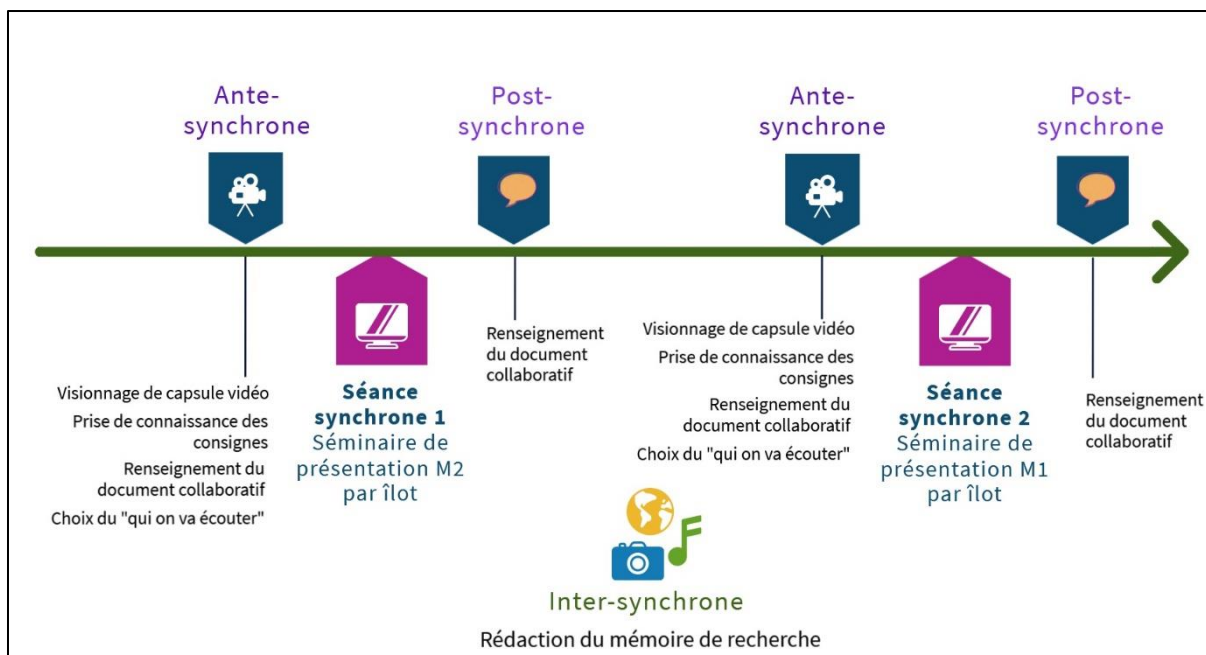 Ante-
synchrone
Post-
synchrone
Ante-
synchrone
Post-
synchrone
Visionnage de capsule vidéo
Prise de connaissance des
consignes
Renseignement du
document collaboratif
Choix du "qui on va écouter"
Séance
synchrone 1
Séminaire de
présentation M2
par îlot
Renseignement
du document
collaboratif
Visionnage de capsule vidéo
Prise de connaissance des
consignes
Renseignement du
document collaboratif
Choix du "qui on va écouter"
Séance
synchrone 2
Séminaire de
présentation M1
par îlot
Renseignement
du document
collaboratif
Inter-synchrone
Rédaction du mémoire de recherche